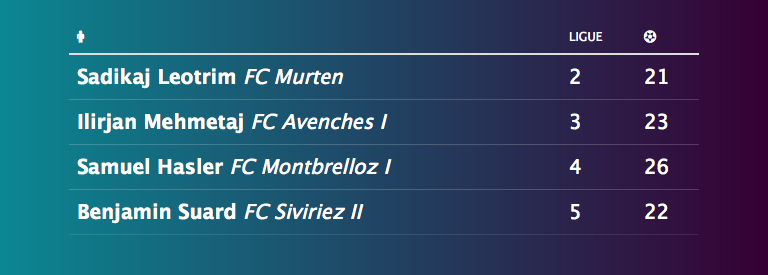 LIGUE
Sadikaj Leotrim FC Murten 2 21
Ilirjan Mehmetaj FC Avenches I 3 23
Samuel Hasler FC Montbrelloz I 4 26
Benjamin Suard FC Siviriez II 5 22